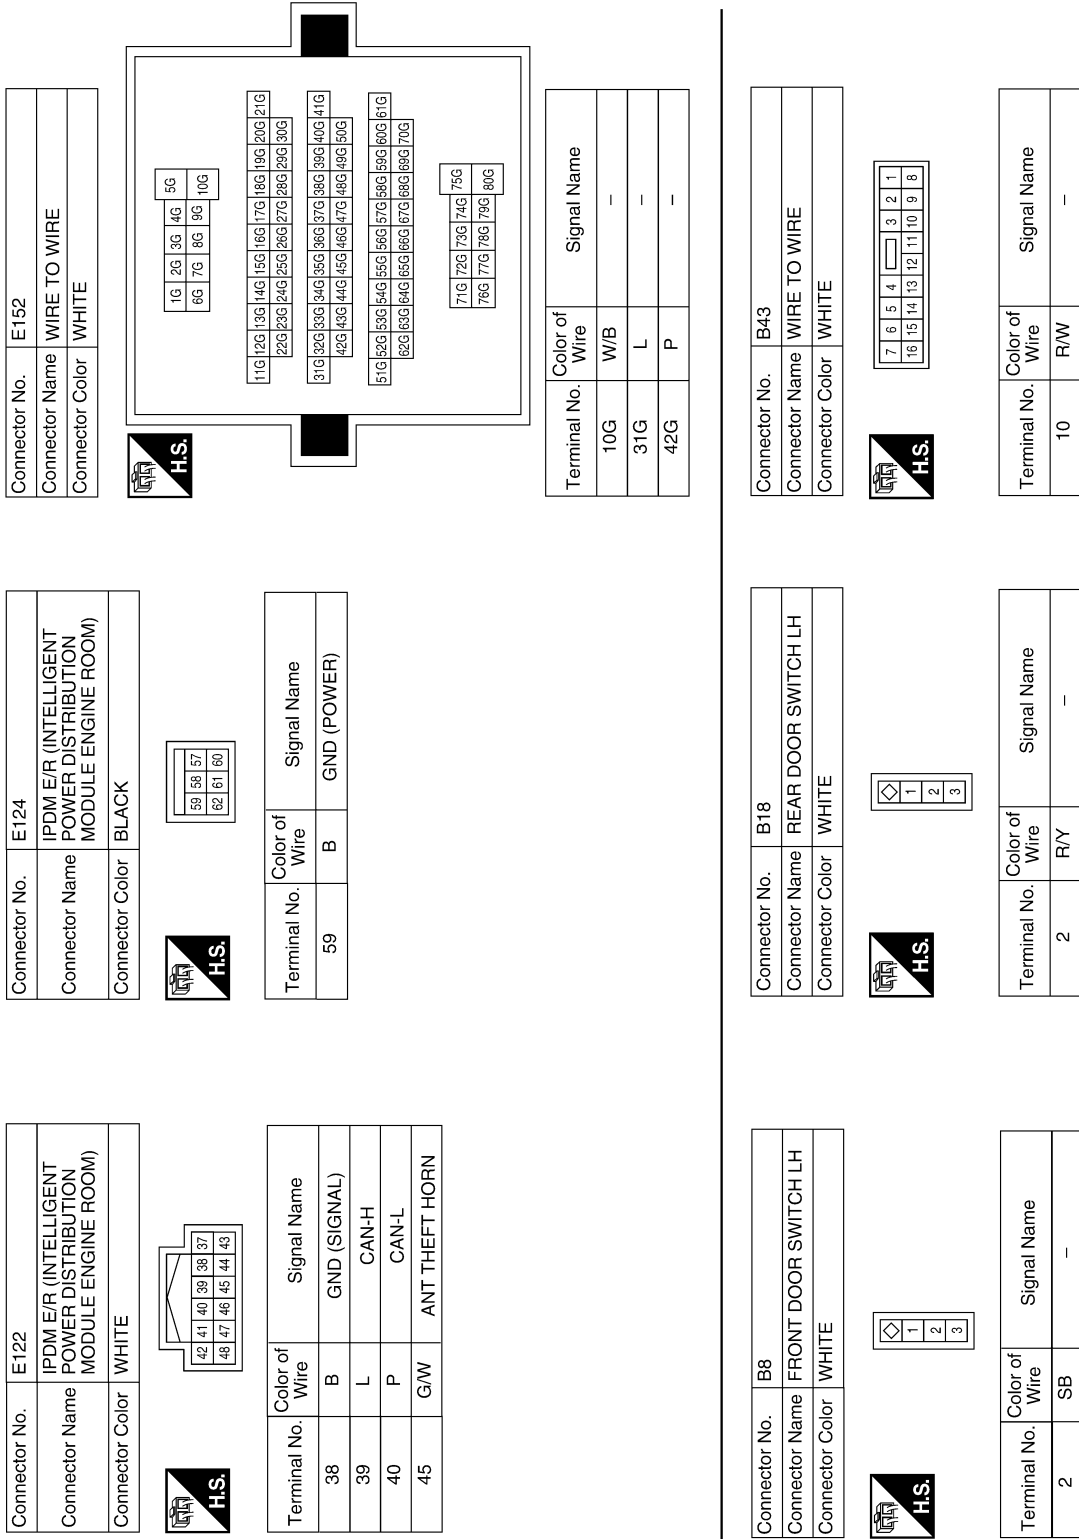 Connector No. E122
Connector Name IPDM E/R (INTELLIGENT
POWER DISTRIBUTION
MODULE ENGINE ROOM)
Connector Color WHITE
H.S.
42 41 40 39 38 37
48 47 46 45 44 43
Terminal No. Color of Wire Signal Name
38 B GND (SIGNAL)
39 L CAN-H
40 P CAN-L
45 G/W ANT THEFT HORN
Connector No. E124
Connector Name IPDM E/R (INTELLIGENT
POWER DISTRIBUTION
MODULE ENGINE ROOM)
Connector Color BLACK
H.S.
59 58 57
62 61 60
Terminal No. Color of Wire Signal Name
59 B GND (POWER)
Connector No. E152
Connector Name WIRE TO WIRE
Connector Color WHITE
H.S.
1G 2G 3G 4G 5G
6G 7G 8G 9G 10G
11G 12G 13G 14G 15G 16G 17G 18G 19G 20G 21G
22G 23G 24G 25G 26G 27G 28G 29G 30G
31G 32G 33G 34G 35G 36G 37G 38G 39G 40G 41G
42G 43G 44G 45G 46G 47G 48G 49G 50G
51G 52G 53G 54G 55G 56G 57G 58G 59G 60G 61G
62G 63G 64G 65G 66G 67G 68G 69G 70G
71G 72G 73G 74G 75G
76G 77G 78G 79G 80G
Terminal No. Color of Wire Signal Name
10G W/B –
31G L –
42G P –
Connector No. B8
Connector Name FRONT DOOR SWITCH LH
Connector Color WHITE
H.S.
1
2
3
Terminal No. Color of Wire Signal Name
2 SB –
Connector No. B18
Connector Name REAR DOOR SWITCH LH
Connector Color WHITE
H.S.
1
2
3
Terminal No. Color of Wire Signal Name
2 R/Y –
Connector No. B43
Connector Name WIRE TO WIRE
Connector Color WHITE
H.S.
7 6 5 4 3 2 1
16 15 14 13 12 11 10 9 8
Terminal No. Color of Wire Signal Name
10 R/W –